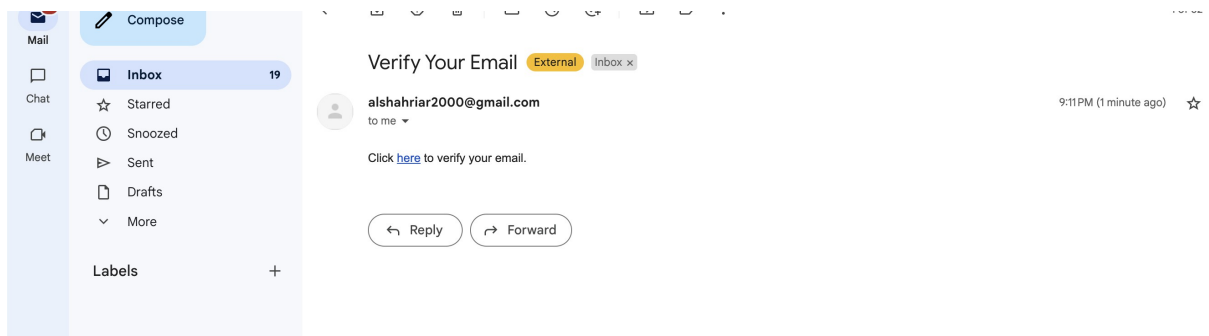 Mail
Chat
Meet
Compose
Inbox 19
Starred
Snoozed
Sent
Drafts
More
Labels
Verify Your Email External Inbox x
alshahriar2000@gmail.com 9:11 PM (1 minute ago)
to me
Click here to verify your email.
Reply Forward